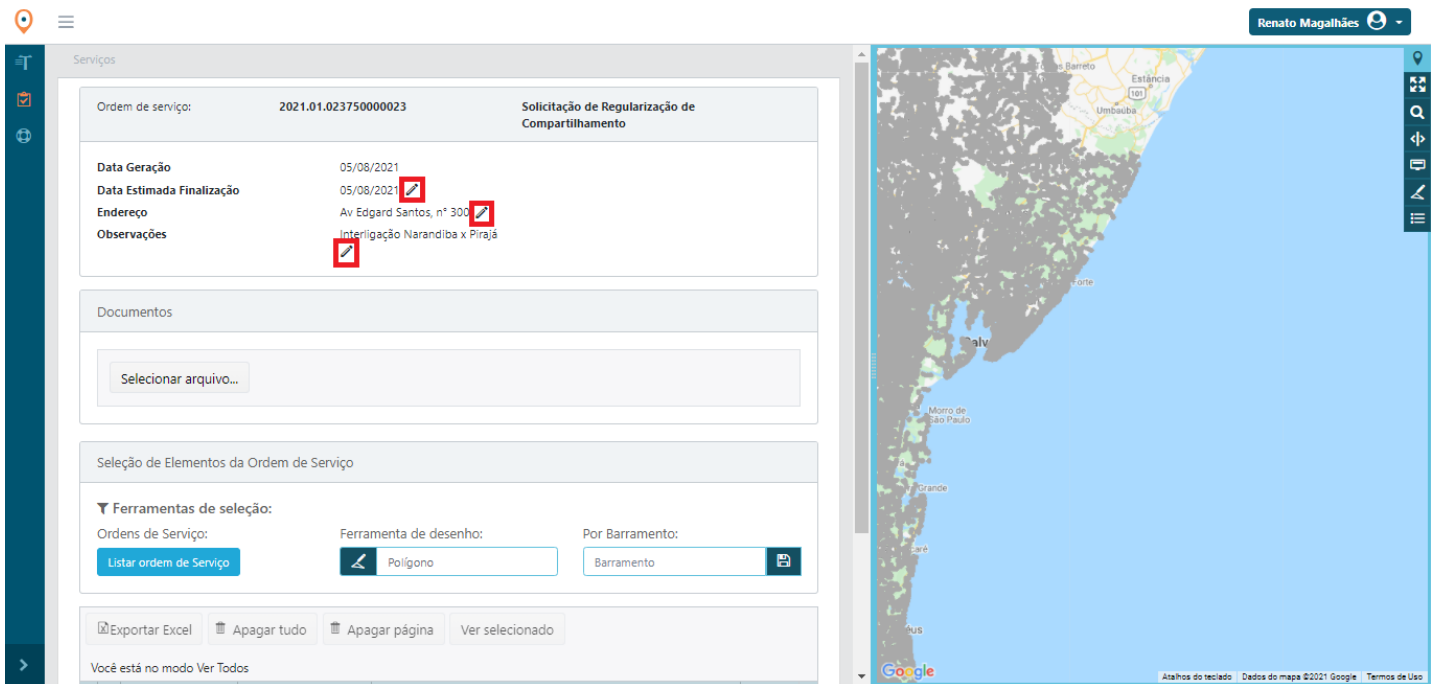 Renato Magalhães
Serviços
Ordem de serviço: 2021.01.023750000023 Solicitação de Regularização de
Compartilhamento
Data Geração 05/08/2021
Data Estimada Finalização 05/08/2021
Endereço Av Edgard Santos, n° 300
Observações Interligação Narandiba x Pirajá
Documentos
Selecionar arquivo...
Seleção de Elementos da Ordem de Serviço
Ferramentas de seleção:
Ordens de Serviço: Ferramenta de desenho: Por Barramento:
Listar ordem de Serviço Polígono Barramento
Exportar Excel Apagar tudo Apagar página Ver selecionado
Você está no modo Ver Todos
Barreto
Estância
101
Umbaúba
Forte
Salv
Morro de
São Paulo
Grande
Google
Atalhos do teclado Dados do mapa ©2021 Google Termos de Uso